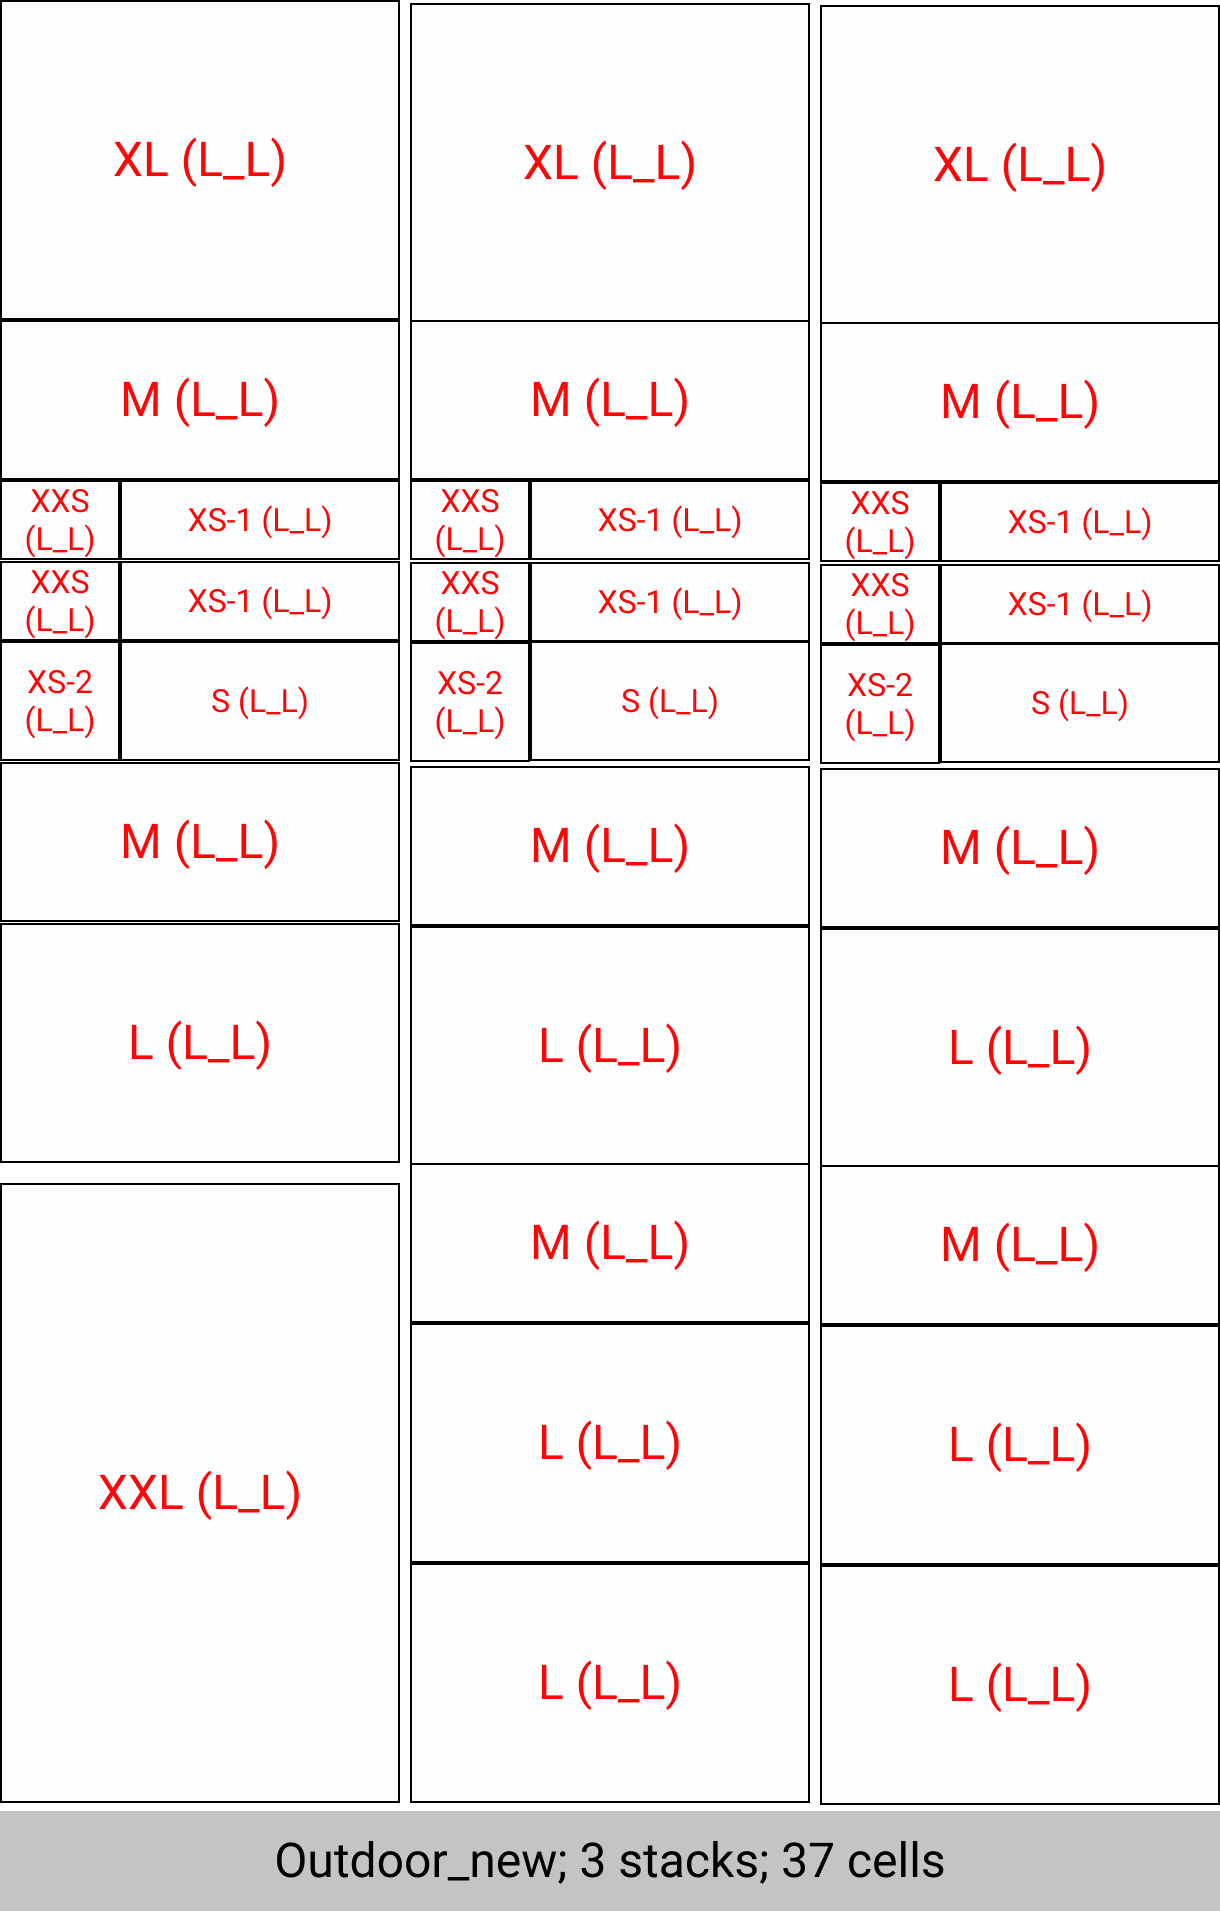 XL (L_L)
M (L_L)
XXS
(L_L)
XS-1 (L_L)
XXS
(L_L)
XS-1 (L_L)
XS-2
(L_L)
S (L_L)
M (L_L)
L (L_L)
XXL (L_L)
XL (L_L)
M (L_L)
XXS
(L_L)
XS-1 (L_L)
XXS
(L_L)
XS-1 (L_L)
XS-2
(L_L)
S (L_L)
M (L_L)
L (L_L)
M (L_L)
L (L_L)
L (L_L)
XL (L_L)
M (L_L)
XXS
(L_L)
XS-1 (L_L)
XXS
(L_L)
XS-1 (L_L)
XS-2
(L_L)
S (L_L)
M (L_L)
L (L_L)
M (L_L)
L (L_L)
L (L_L)
Outdoor_new; 3 stacks; 37 cells